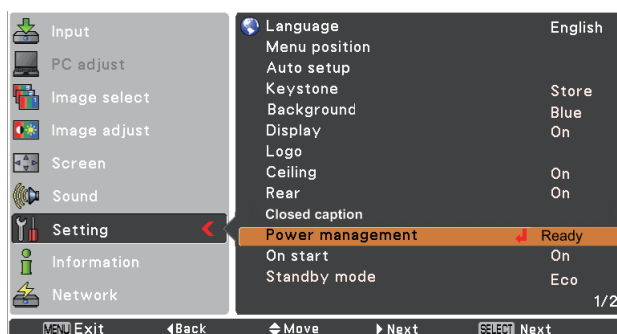 Input
PC adjust
Image select
Image adjust
Screen
Sound
Setting
Information
Network
Language English
Menu position
Auto setup
Keystone Store
Background Blue
Display On
Logo
Ceiling On
Rear On
Closed caption
Power management Ready
On start On
Standby mode Eco
1/2
MENU Exit Back Move Next SELECT Next